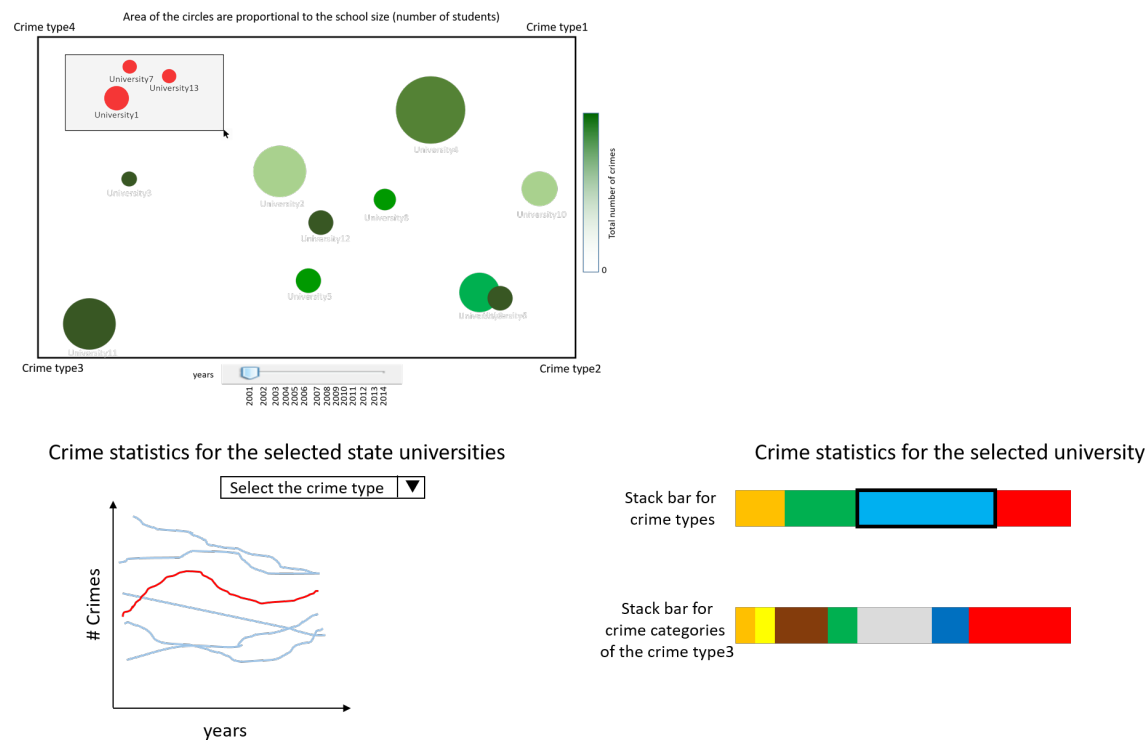 Area of the circles are proportional to the school size (number of students)
Crime type4
Crime type1
University7
University13
University1
University4
University3
University2
University10
University12
University5
University11
Total number of crimes
0
Crime type3
Crime type2
years
2001
2002
2003
2004
2005
2006
2007
2008
2009
2010
2011
2012
2013
2014
Crime statistics for the selected state universities
Select the crime type
# Crimes
years
Crime statistics for the selected university
Stack bar for
crime types
Stack bar for
crime categories
of the crime type3